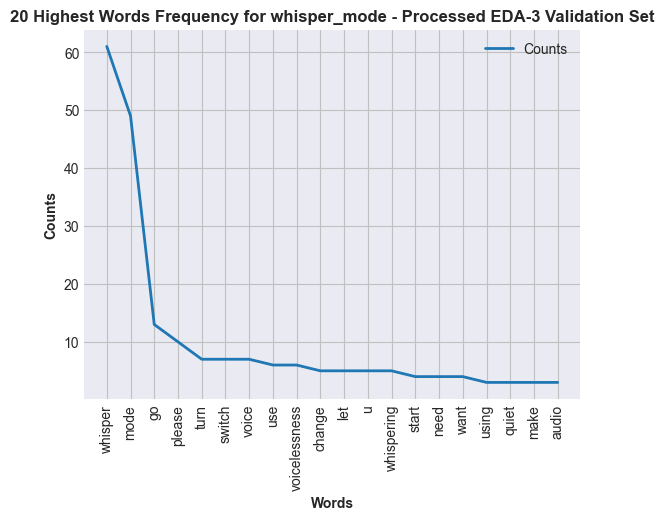 20 Highest Words Frequency for whisper_mode - Processed EDA-3 Validation Set
Counts
60
50
40
30
20
10
Counts
whisper
mode
go
please
turn
switch
voice
use
voicelessness
change
let
u
whispering
start
need
want
using
quiet
make
audio
Words